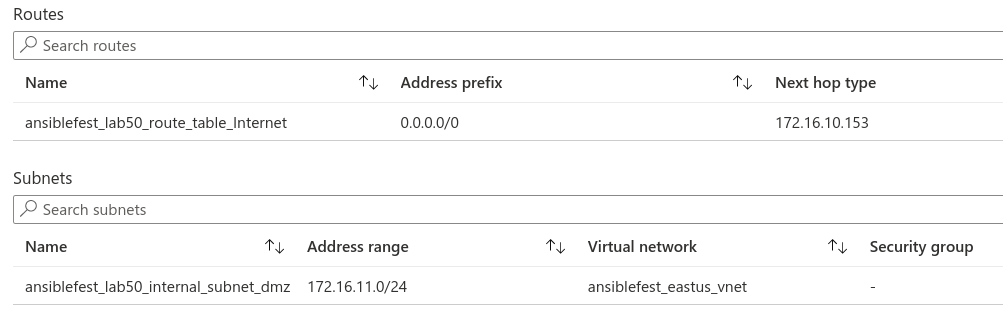 Routes
Search routes
Name Address prefix Next hop type
ansiblefest_lab50_route_table_Internet 0.0.0.0/0 172.16.10.153
Subnets
Search subnets
Name Address range Virtual network Security group
ansiblefest_lab50_internal_subnet_dmz 172.16.11.0/24 ansiblefest_eastus_vnet -